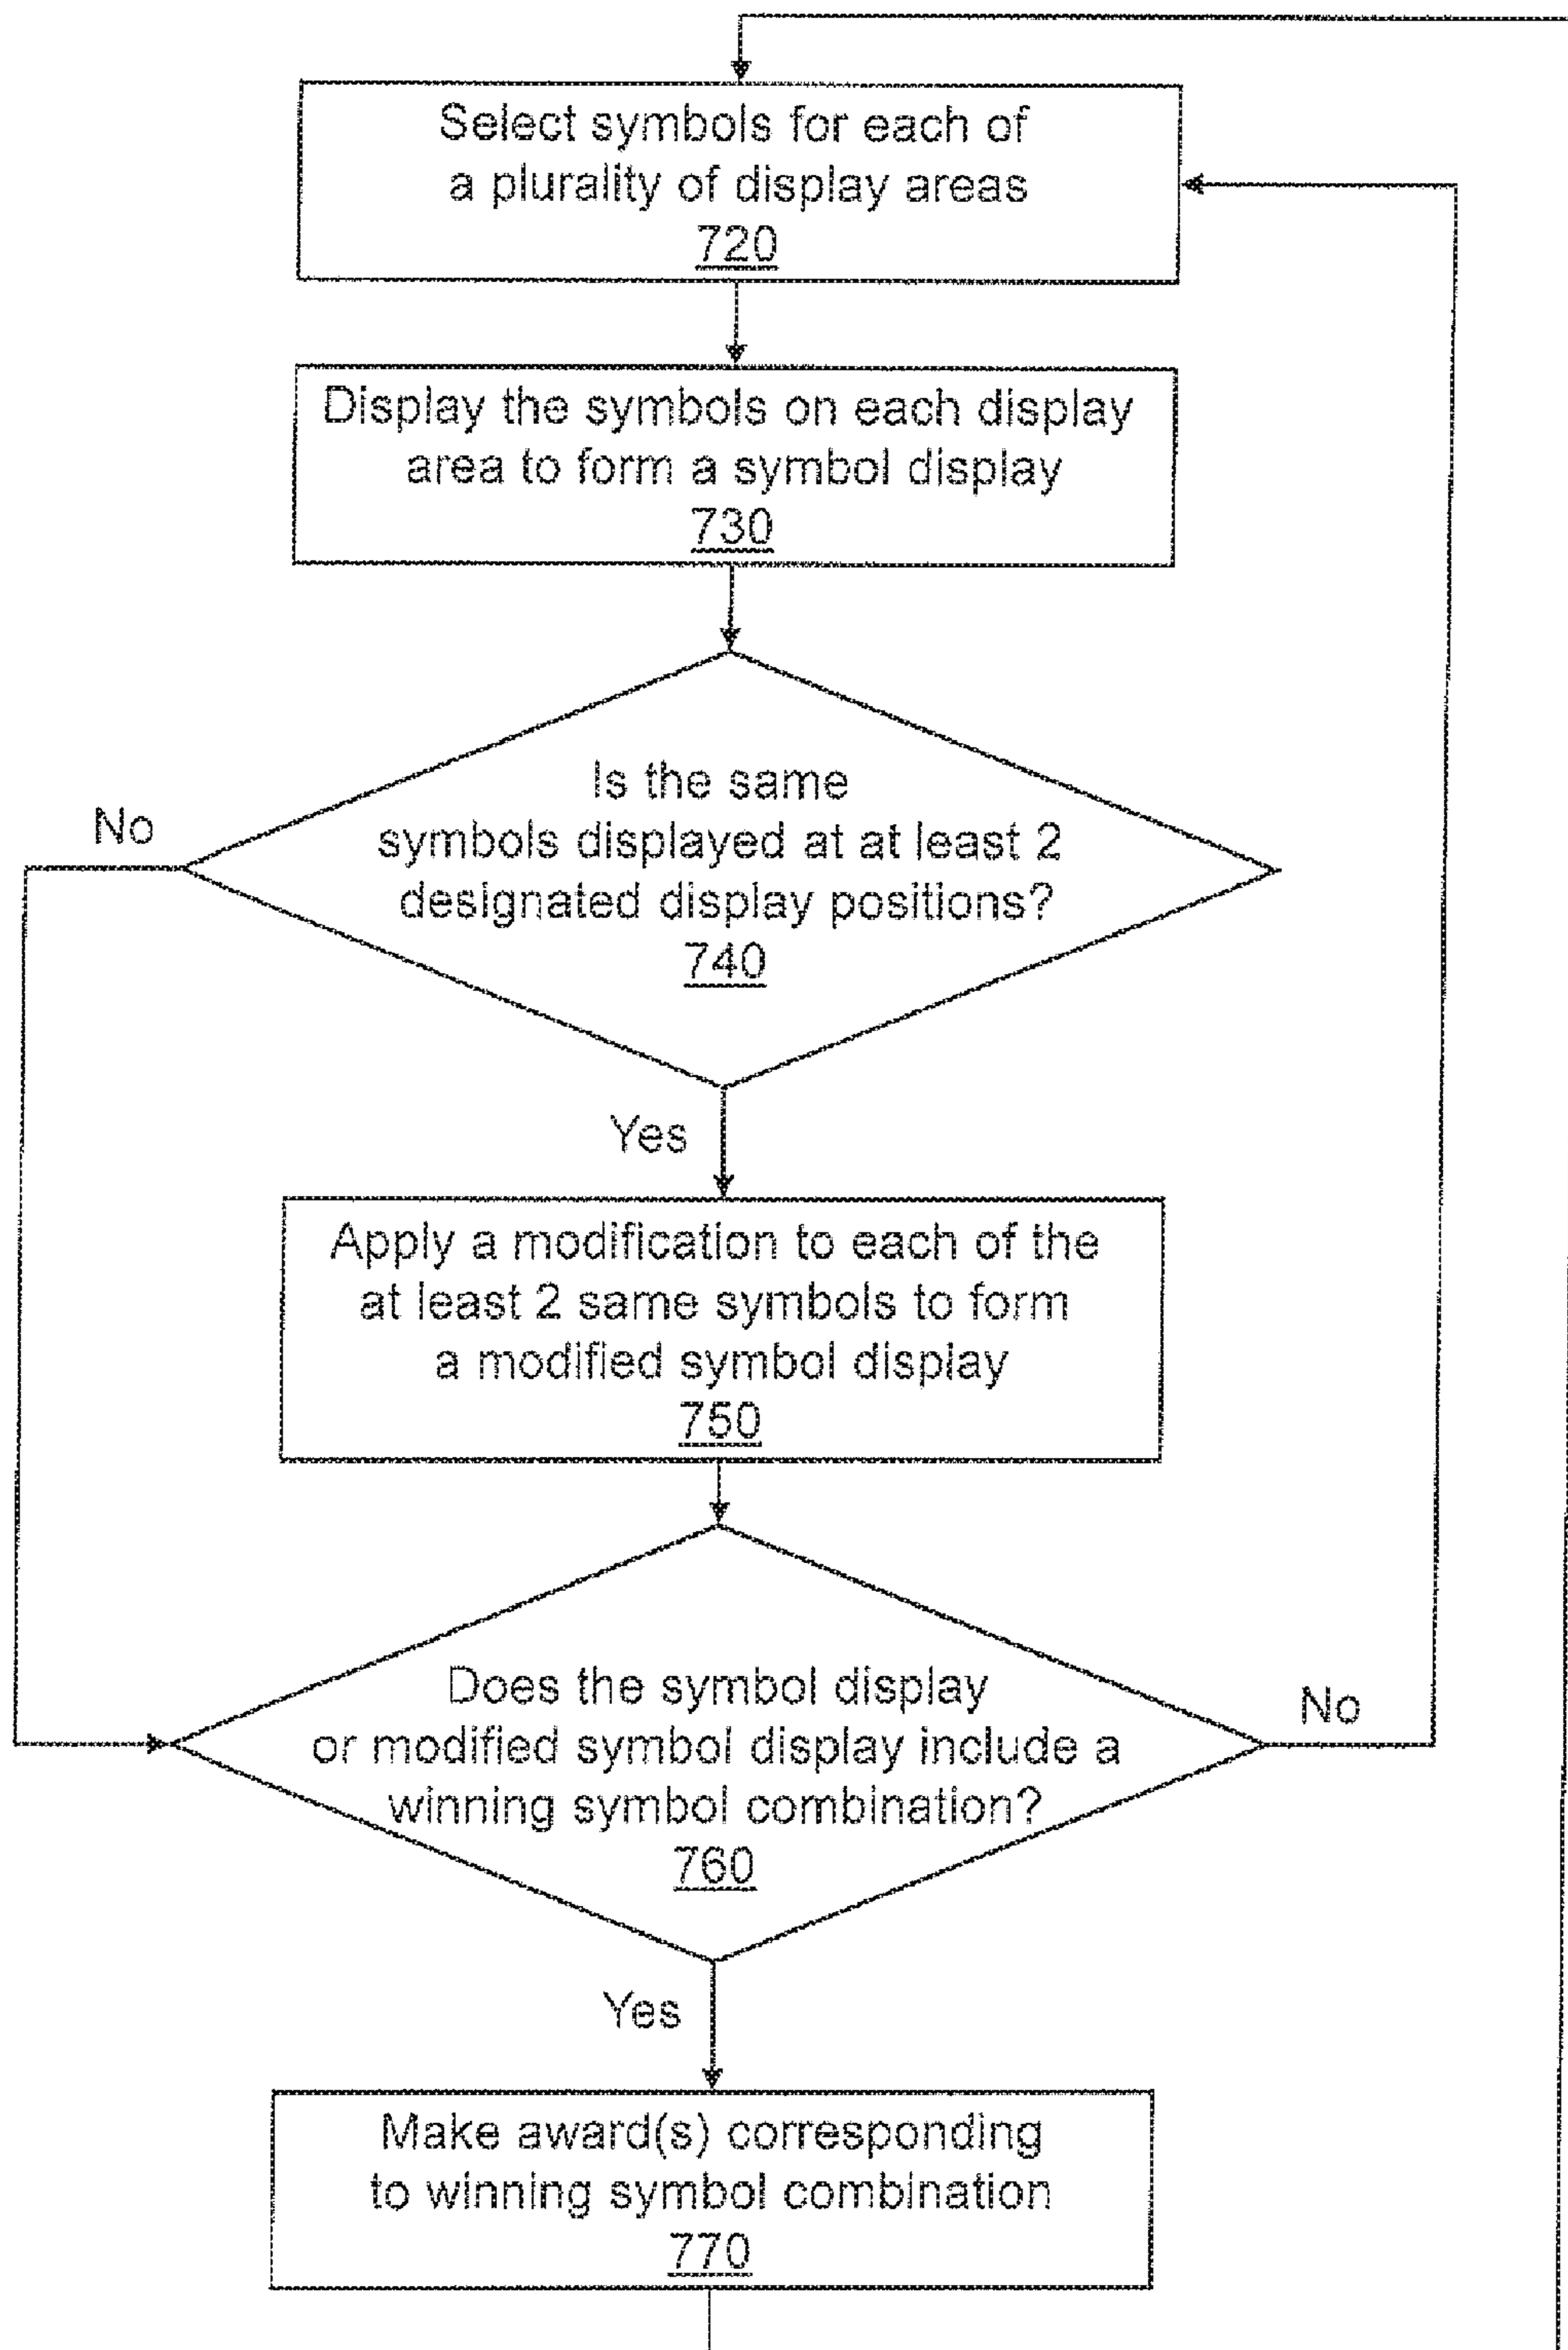 Select symbols for each of
a plurality of display areas
720
Display the symbols on each display
area to form a symbol display
730
Is the same
symbols displayed at at least 2
designated display positions?
740
No
Yes
Apply a modification to each of the
at least 2 same symbols to form
a modified symbol display
750
Does the symbol display
or modified symbol display include a
winning symbol combination?
760
No
Yes
Make award(s) corresponding
to winning symbol combination
770